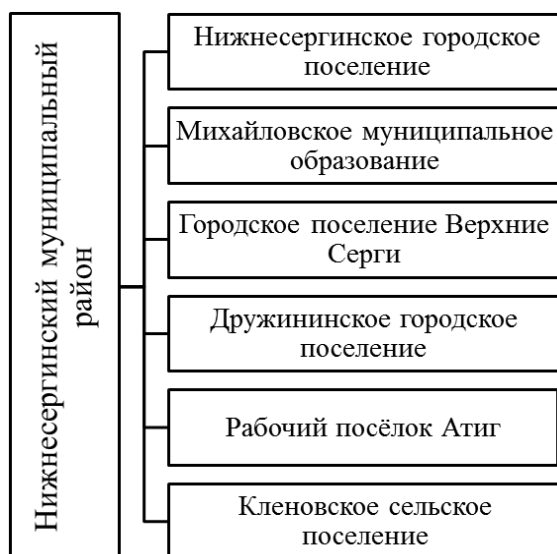 Нижнесергинский муниципальный
район
Нижнесергинское городское
поселение
Михайловское муниципальное
образование
Городское поселение Верхние
Серги
Дружининское городское
поселение
Рабочий посёлок Атиг
Кленовское сельское
поселение